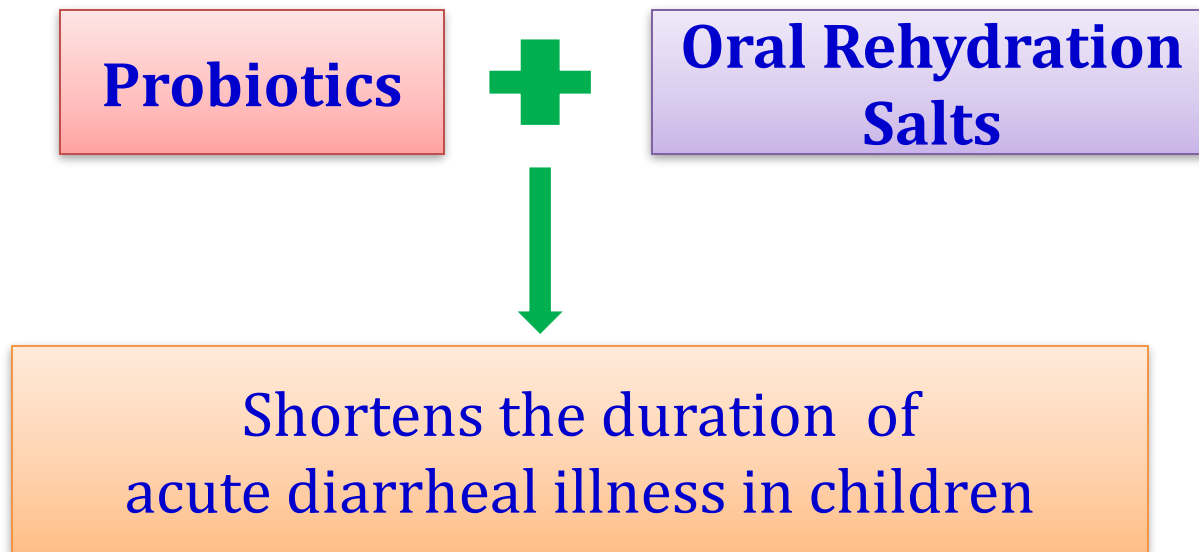 Probiotics
Oral Rehydration
Salts
Shortens the duration  of
acute diarrheal illness in children